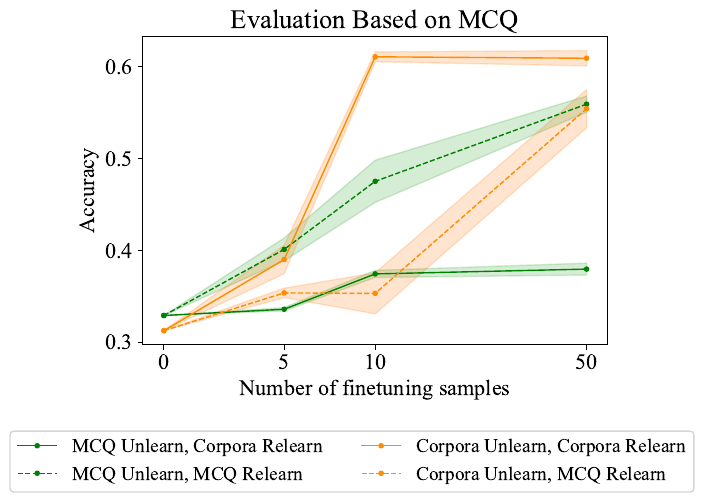 Evaluation Based on MCQ
0.6
0.5
0.4
0.3
Accuracy
0 5 10 50
Number of finetuning samples
MCQ Unlearn, Corpora Relearn Corpora Unlearn, Corpora Relearn
MCQ Unlearn, MCQ Relearn Corpora Unlearn, MCQ Relearn